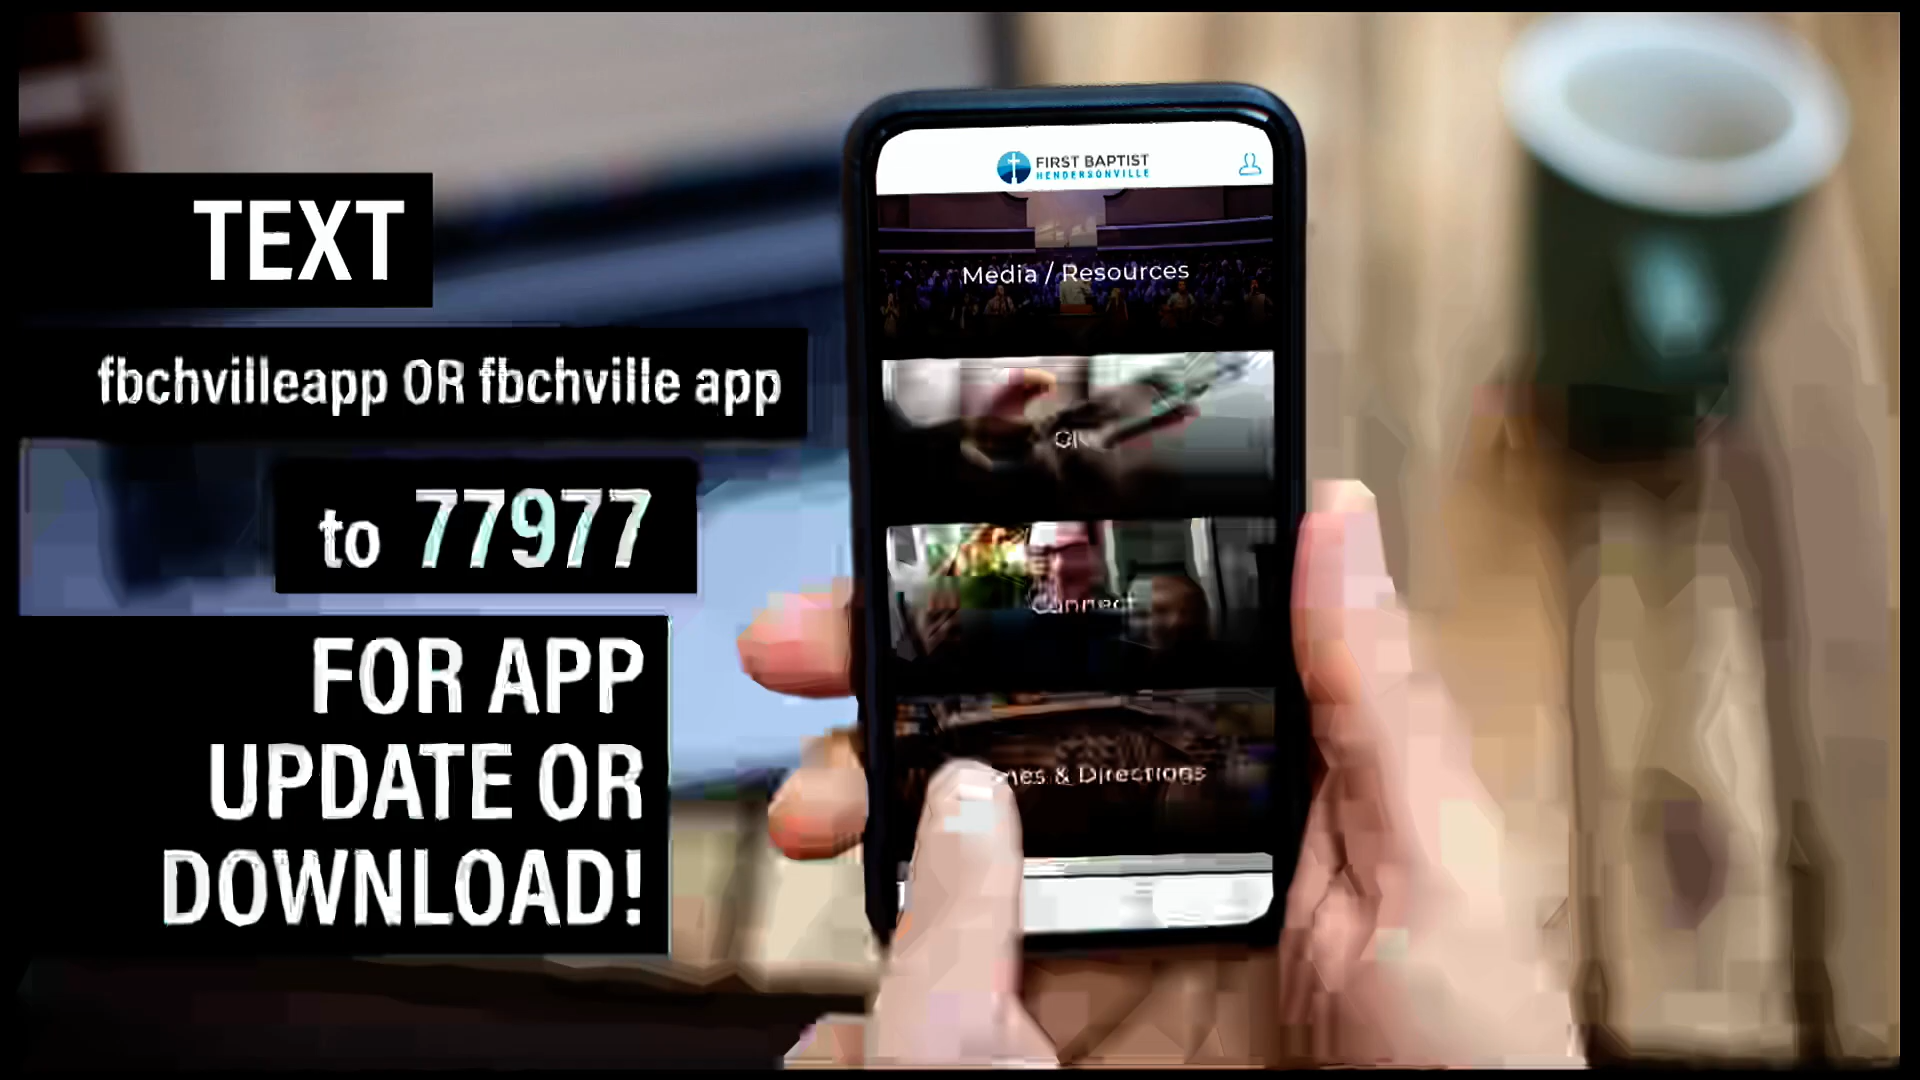 TEXT
fbchvilleapp OR fbchville app
to 77977
FOR APP
UPDATE OR
DOWNLOAD!
FIRST BAPTIST
HENDERSONVILLE
Media / Resources
Connect
& Directions